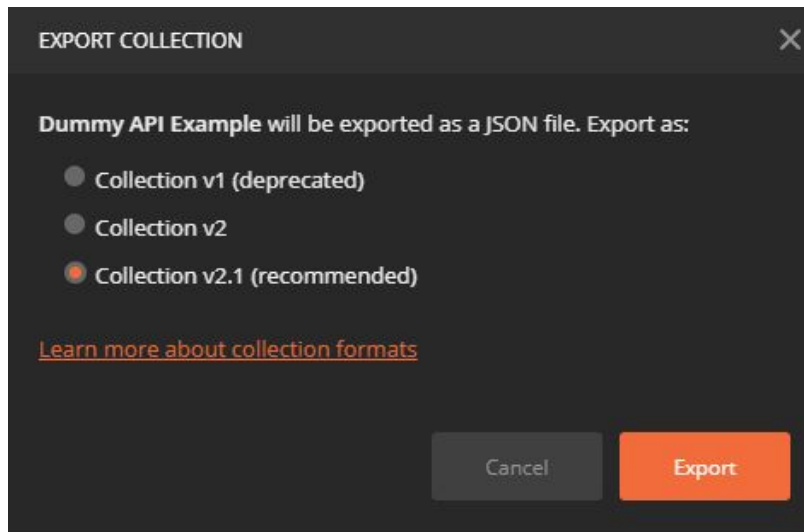 EXPORT COLLECTION
Dummy API Example will be exported as a JSON file. Export as:
Collection v1 (deprecated)
Collection v2
Collection v2.1 (recommended)
Learn more about collection formats
Cancel Export